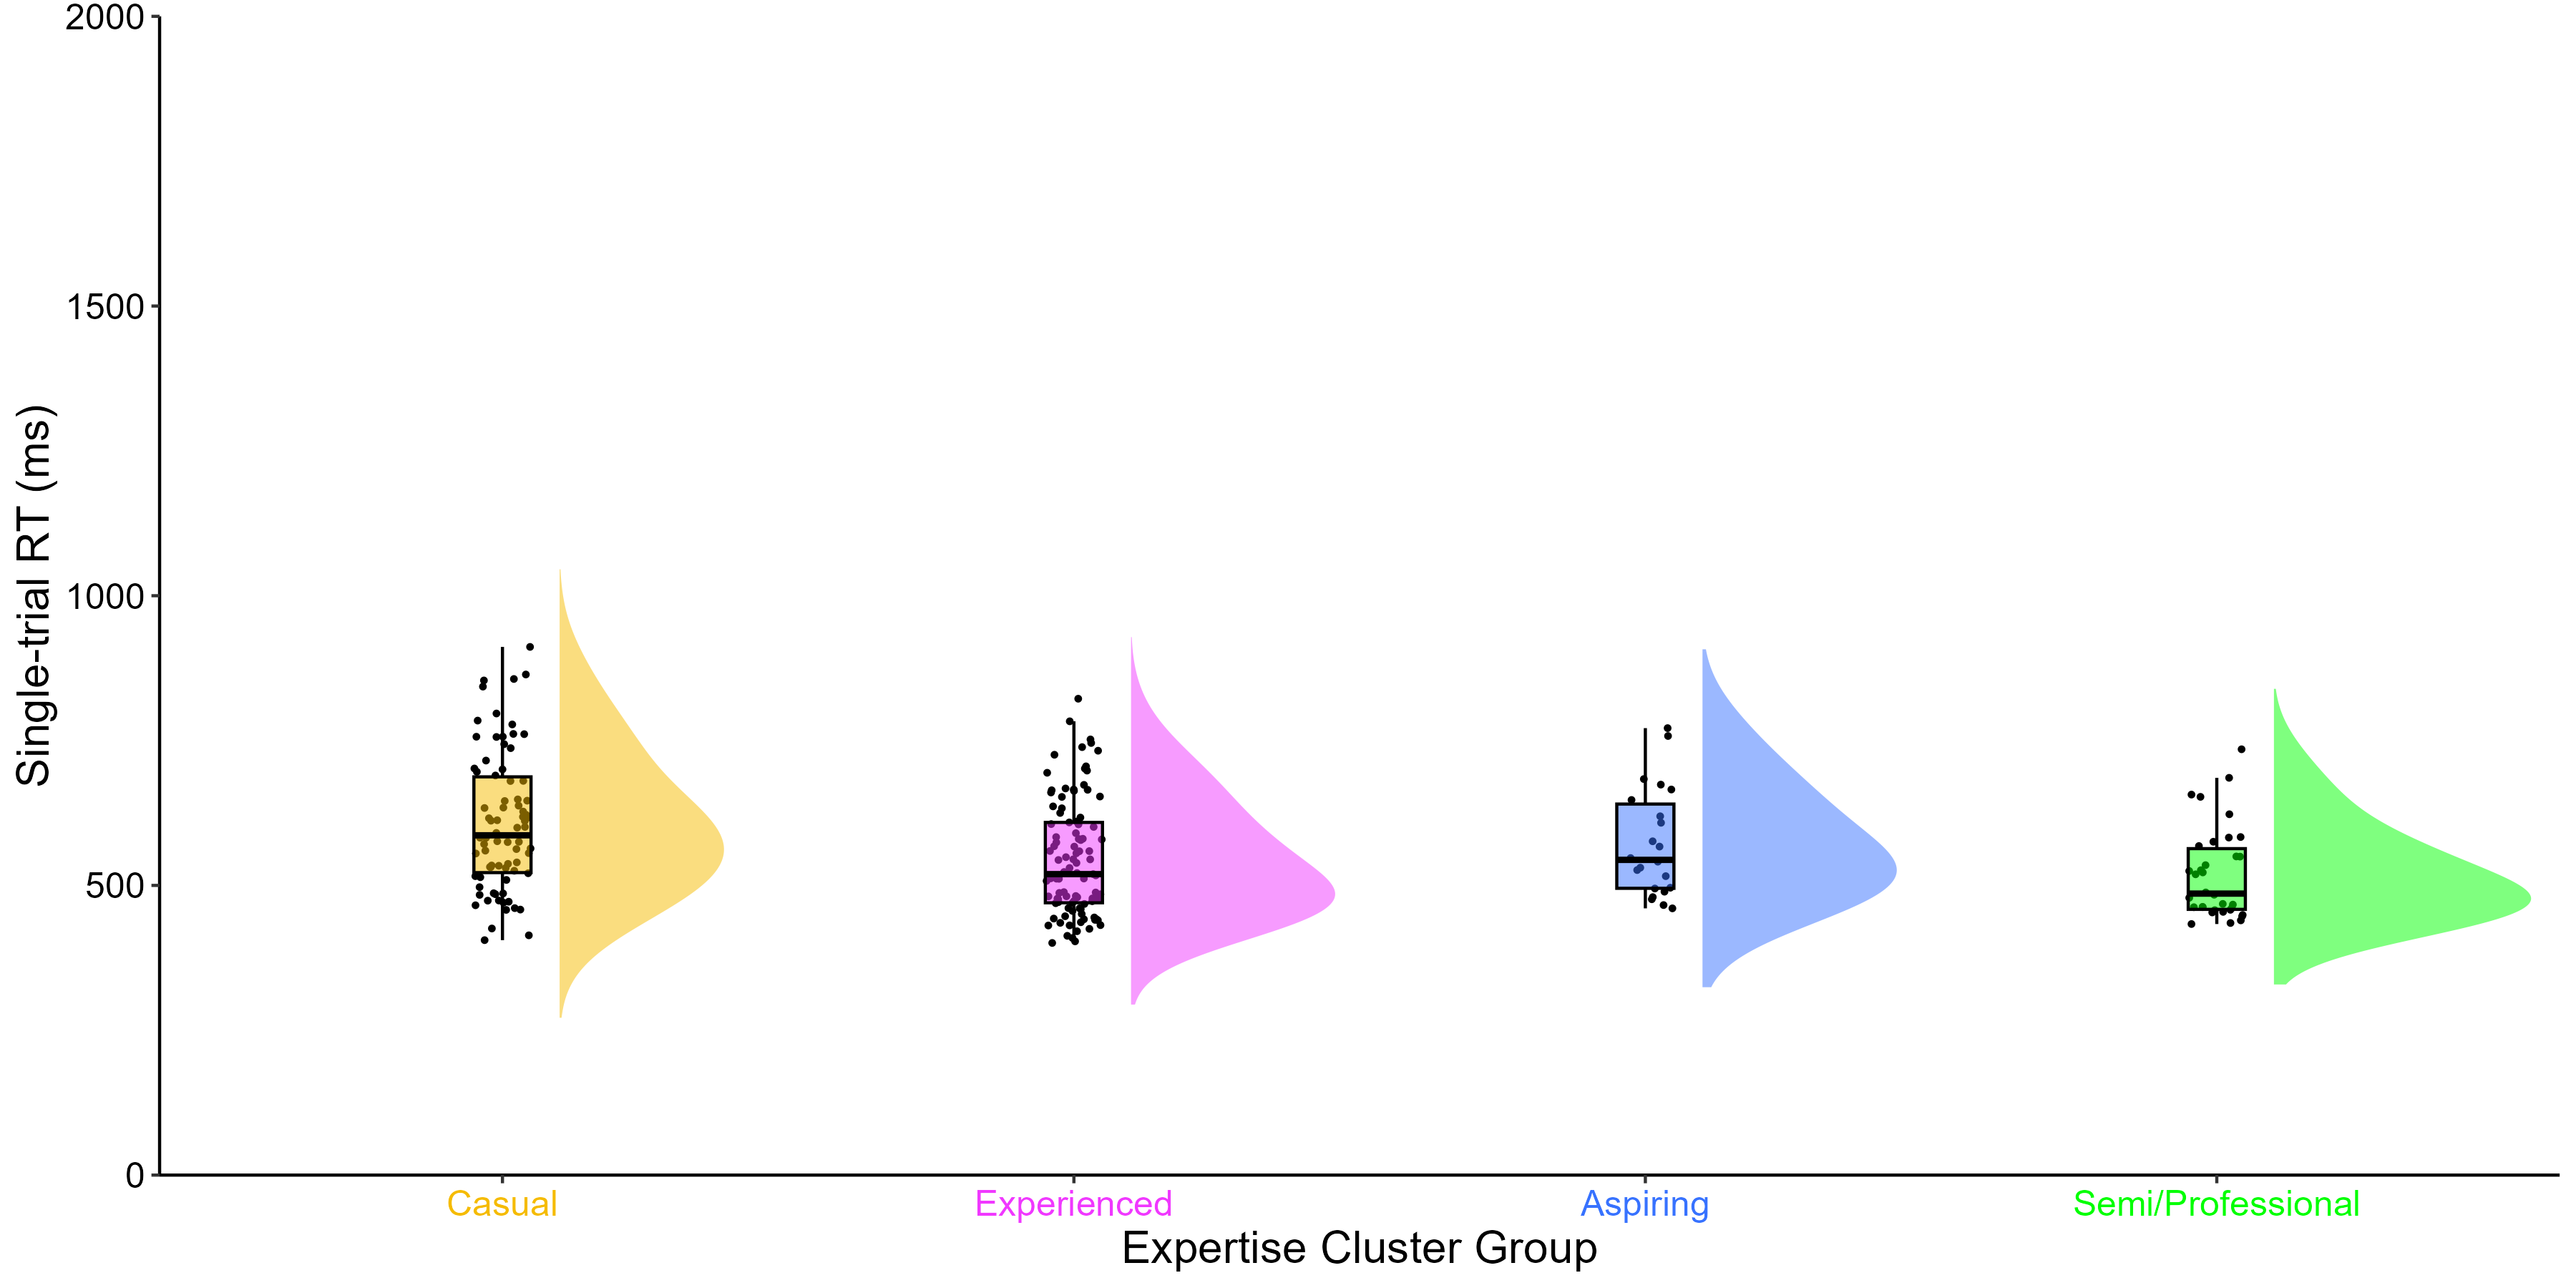 2000
1500
1000
500
0
Single-trial RT (ms)
Casual
Experienced
Aspiring
Semi/Professional
Expertise Cluster Group